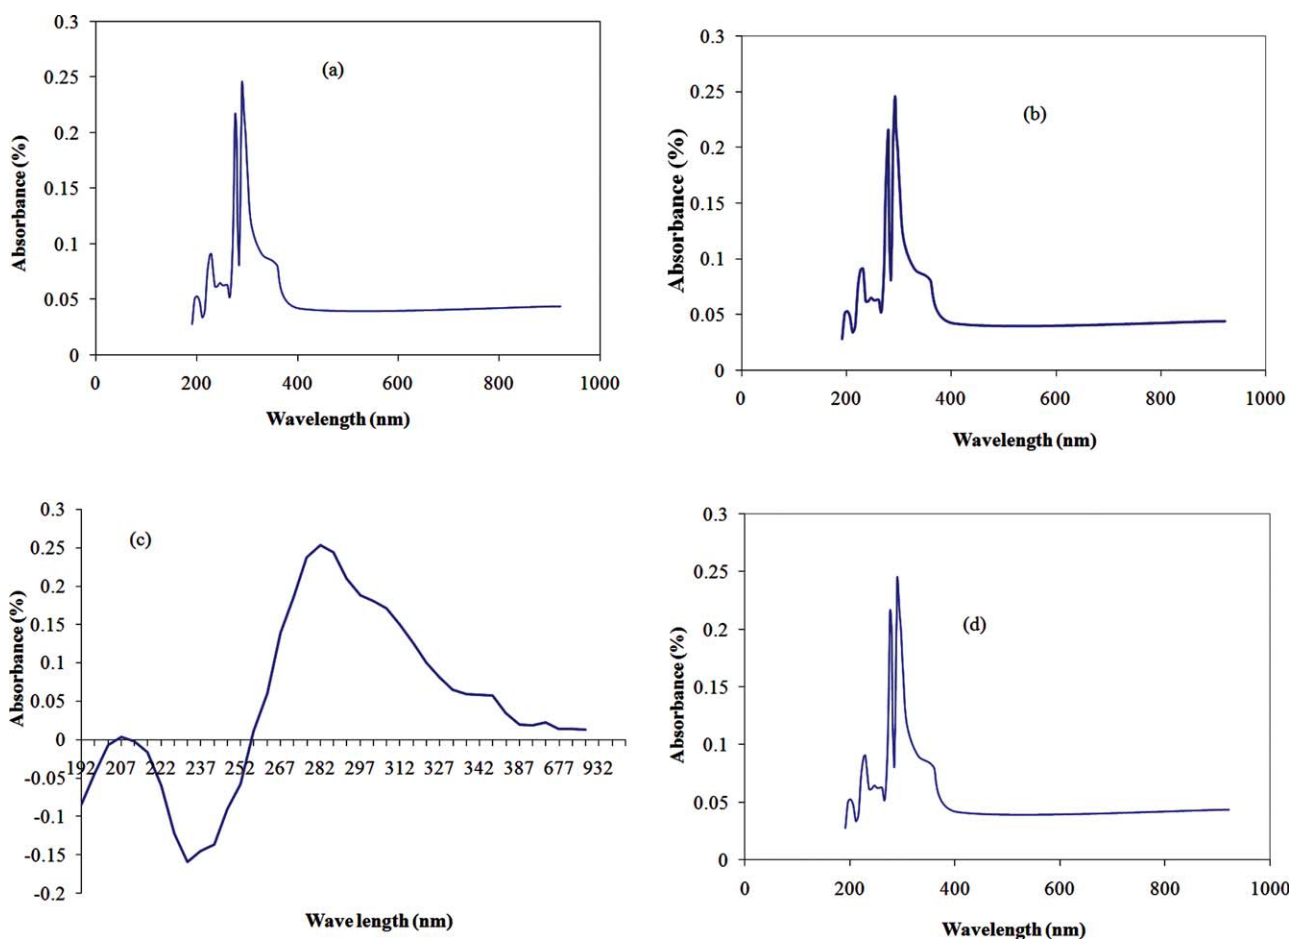 (a)
0.3
0.25
0.2
0.15
0.1
0.05
0
Absorbance (%)
0 200 400 600 800 1000
Wavelength (nm)
(b)
0.3
0.25
0.2
0.15
0.1
0.05
0
Absorbance (%)
0 200 400 600 800 1000
Wavelength (nm)
(c)
0.3
0.25
0.2
0.15
0.1
0.05
0
-0.05
-0.1
-0.15
-0.2
Absorbance (%)
192 207 222 237 252 267 282 297 312 327 342 387 677 932
Wave length (nm)
(d)
0.3
0.25
0.2
0.15
0.1
0.05
0
Absorbance (%)
0 200 400 600 800 1000
Wavelength (nm)